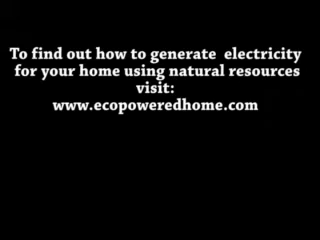 To find out how to generate electricity
for your home using natural resources
visit:
www.ecopoweredhome.com